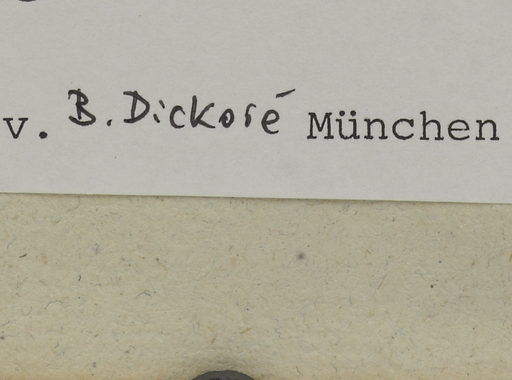 v. B. Dickoré München